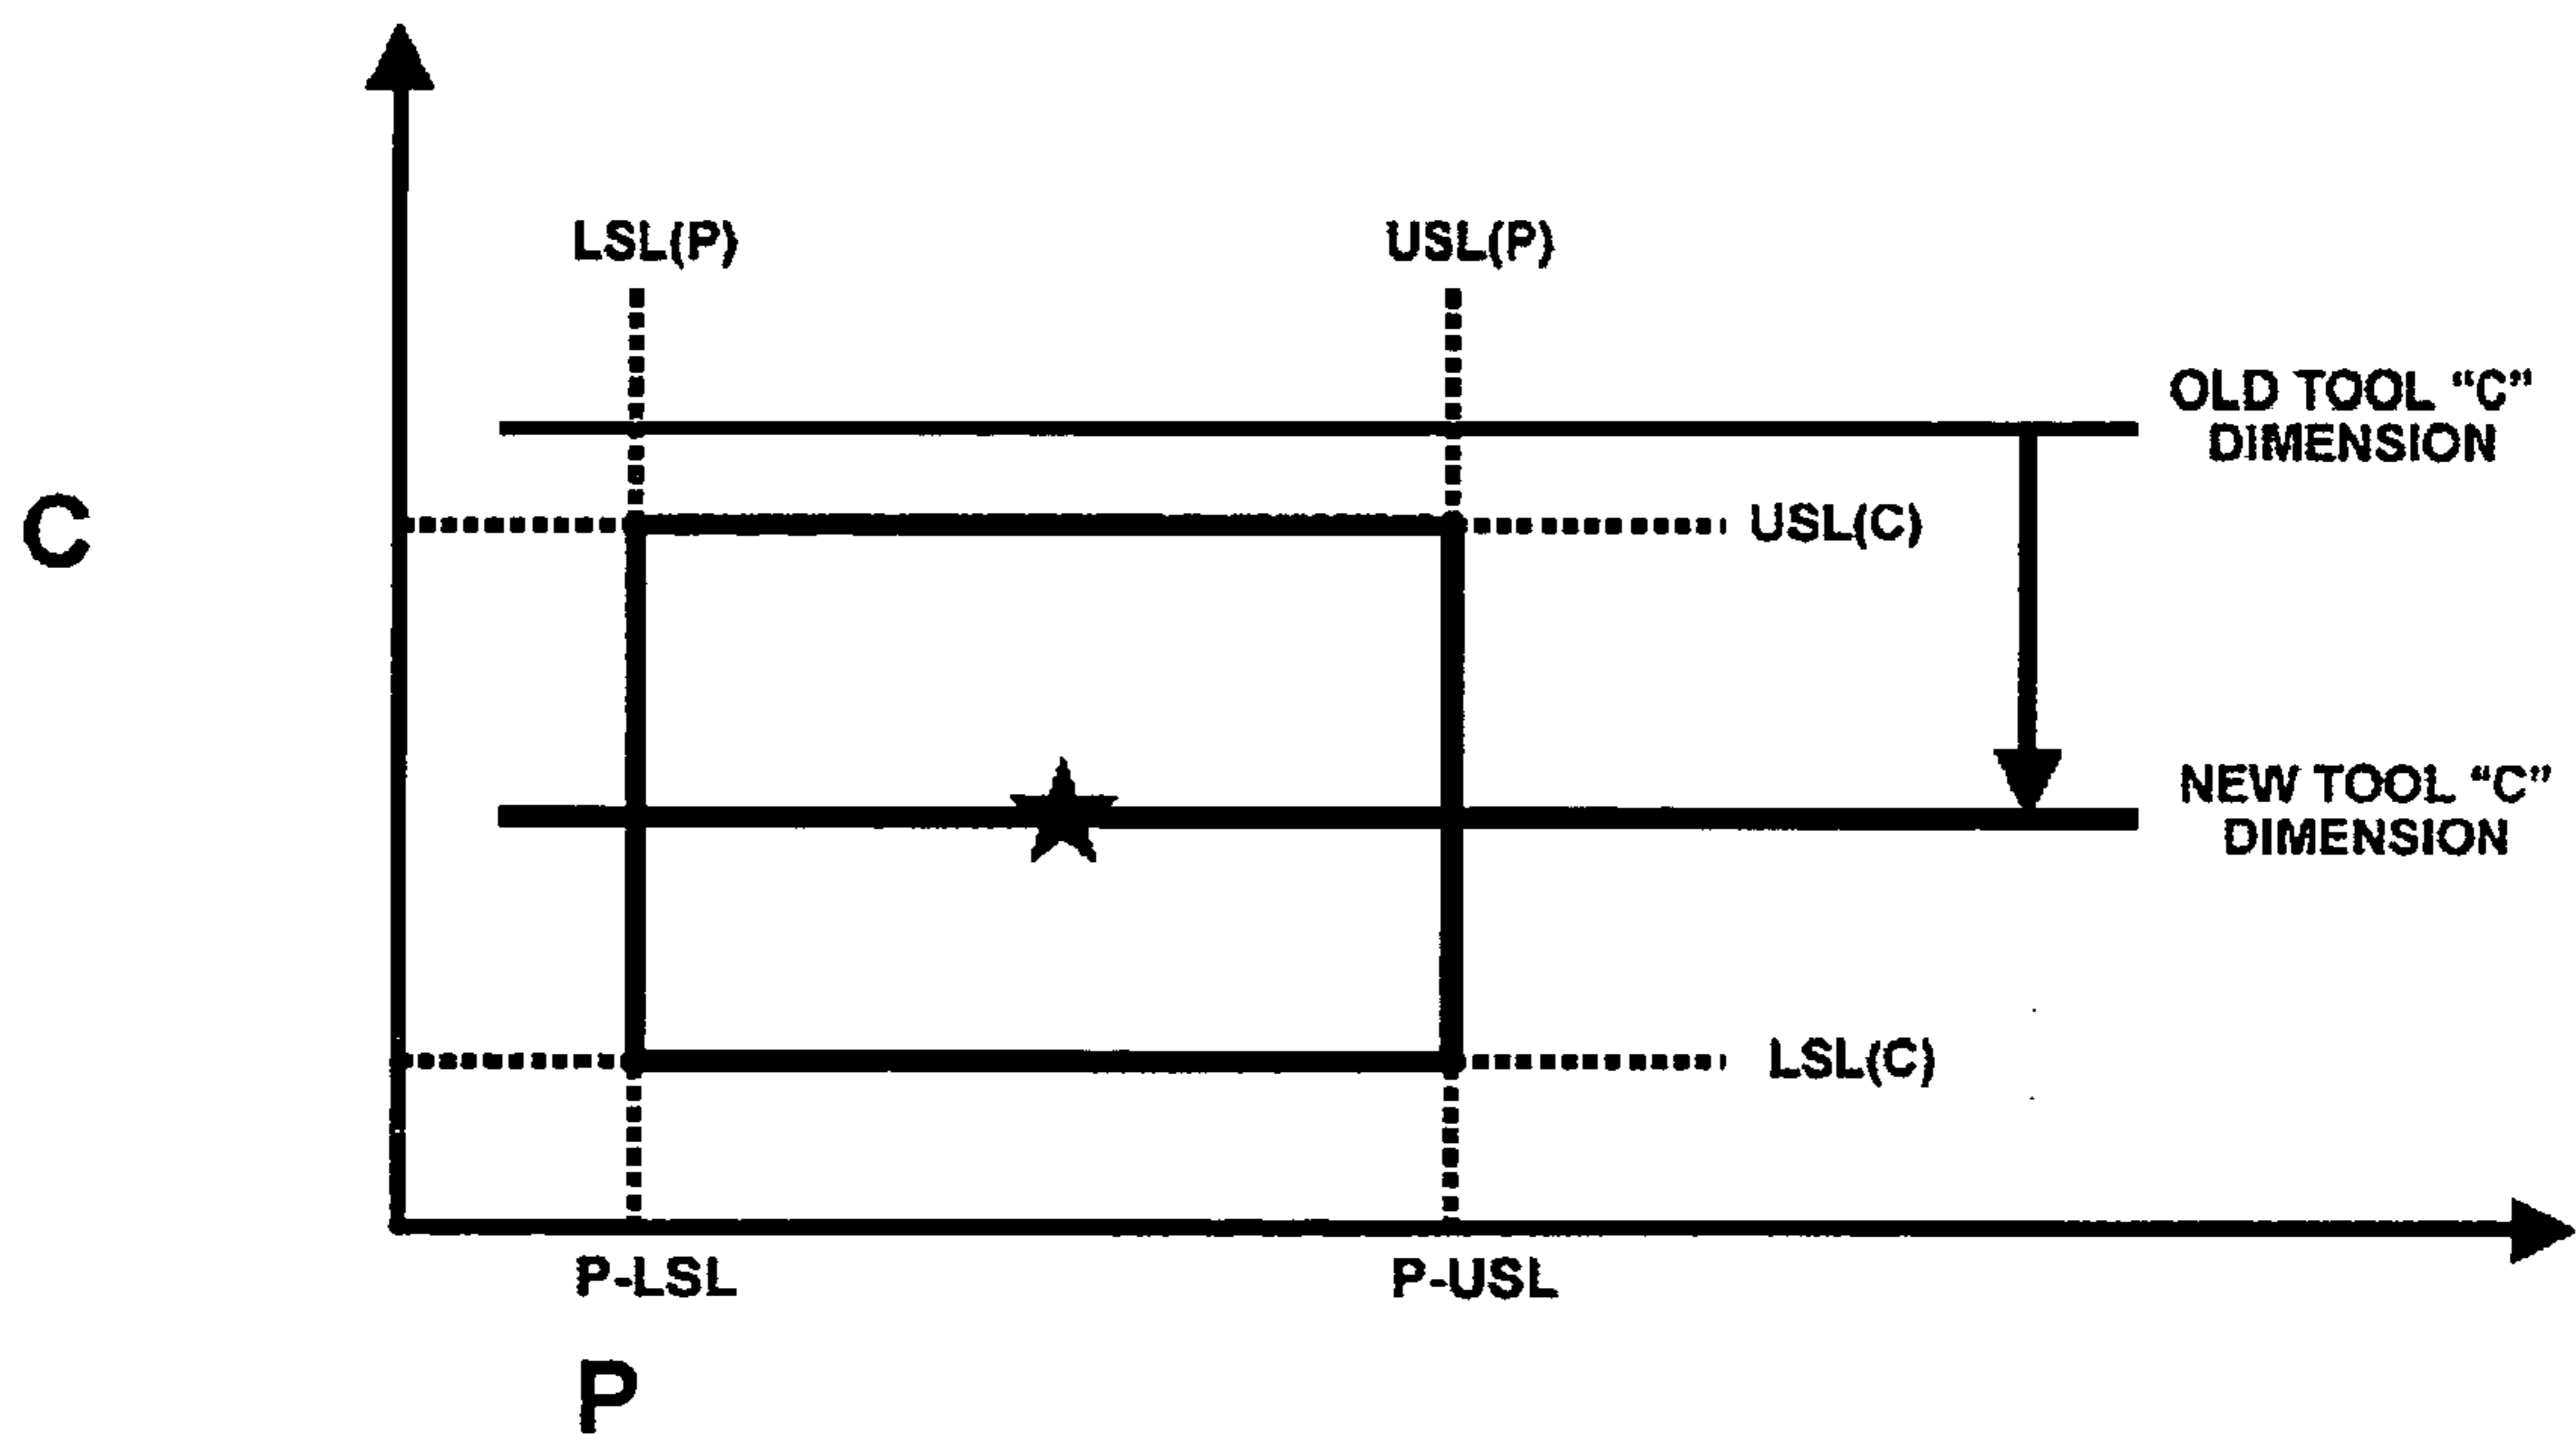 LSL(P)
USL(P)
OLD TOOL “C”
DIMENSION
C
USL(C)
NEW TOOL “C”
DIMENSION
LSL(C)
P-LSL
P-USL
P